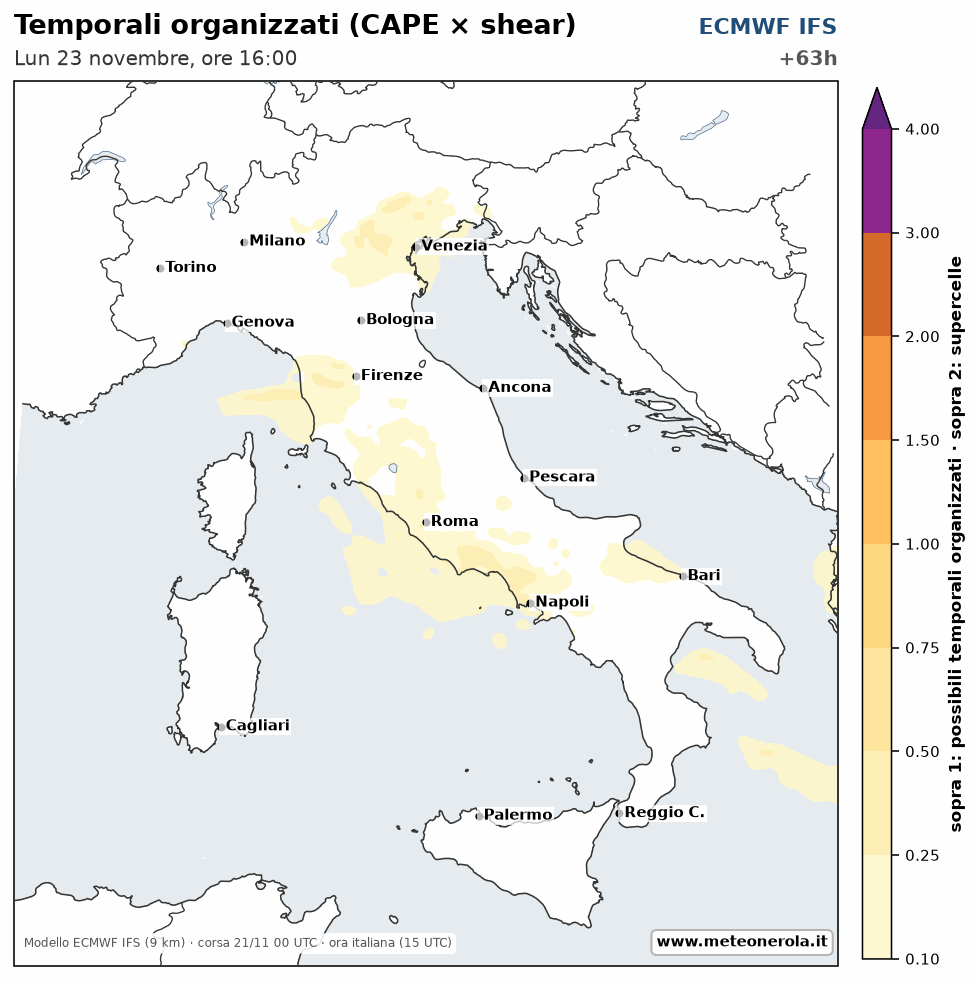 Temporali organizzati (CAPE × shear)
ECMWF IFS
Lun 23 novembre, ore 16:00
+63h
4.00
3.00
2.00
1.50
1.00
0.75
0.50
0.25
0.10
sopra 1: possibili temporali organizzati · sopra 2: supercelle
Milano
Venezia
Torino
Genova
Bologna
Firenze
Ancona
Pescara
Roma
Bari
Napoli
Cagliari
Palermo
Reggio C.
Modello ECMWF IFS (9 km) · corsa 21/11 00 UTC · ora italiana (15 UTC)
www.meteonerola.it